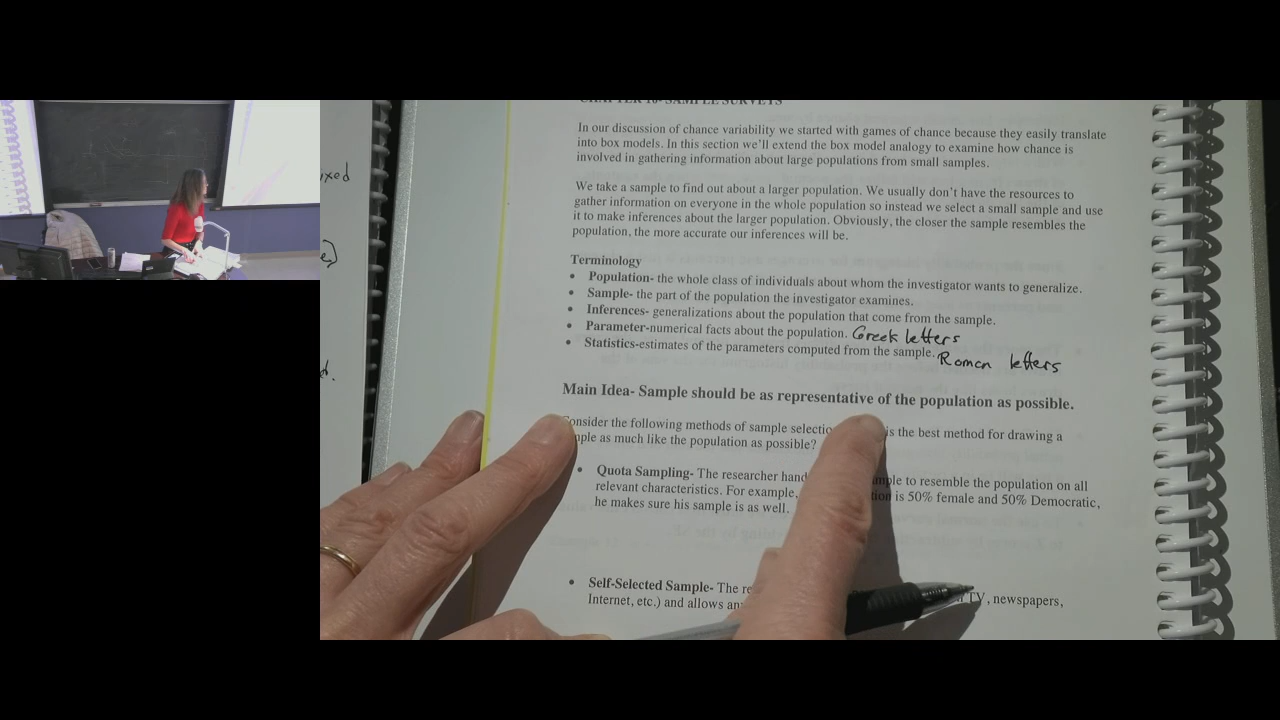 CHAPTER 16- SAMPLE SURVEYS
In our discussion of chance variability we started with games of chance because they easily translate
into box models. In this section we'll extend the box model analogy to examine how chance is
involved in gathering information about large populations from small samples.
We take a sample to find out about a larger population. We usually don't have the resources to
gather information on everyone in the whole population so instead we select a small sample and use
it to make inferences about the larger population. Obviously, the closer the sample resembles the
population, the more accurate our inferences will be.
Terminology
• Population- the whole class of individuals about whom the investigator wants to generalize.
• Sample- the part of the population the investigator examines.
• Inferences- generalizations about the population that come from the sample.
• Parameter-numerical facts about the population. Greek letters
• Statistics-estimates of the parameters computed from the sample. Roman letters
Main Idea- Sample should be as representative of the population as possible.
Consider the following methods of sample is the best method for drawing a
as much like the population as possible?
• Quota Sampling- The researcher to resemble the population on all
relevant characteristics. For example, is 50% female and 50% Democratic,
he makes sure his sample is as well.
• Self-Selected Sample- The TV, newspapers,
Internet, etc.) and allows